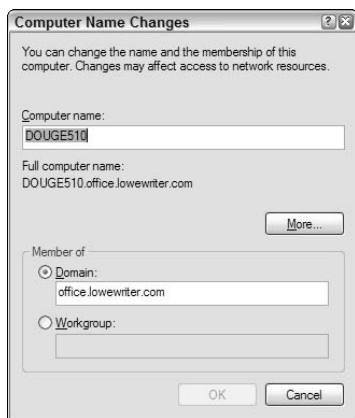 Computer Name Changes
You can change the name and the membership of this
computer. Changes may affect access to network resources.
Computer name:
DOUGE510
Full computer name:
DOUGE510.office.lowewriter.com
More...
Member of
Domain:
office.lowewriter.com
Workgroup:
OK Cancel